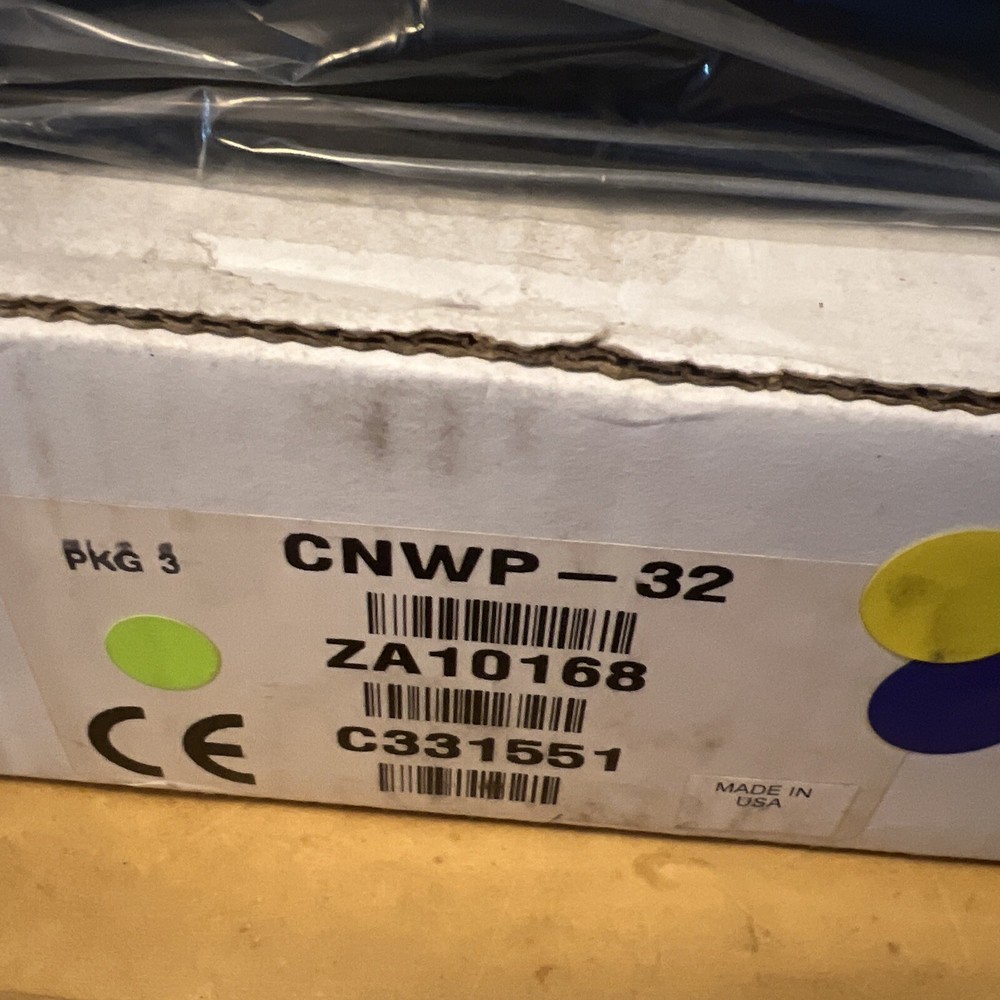 PKG 3
CNWP – 32
ZA10168
C331551
CE
MADE IN
USA